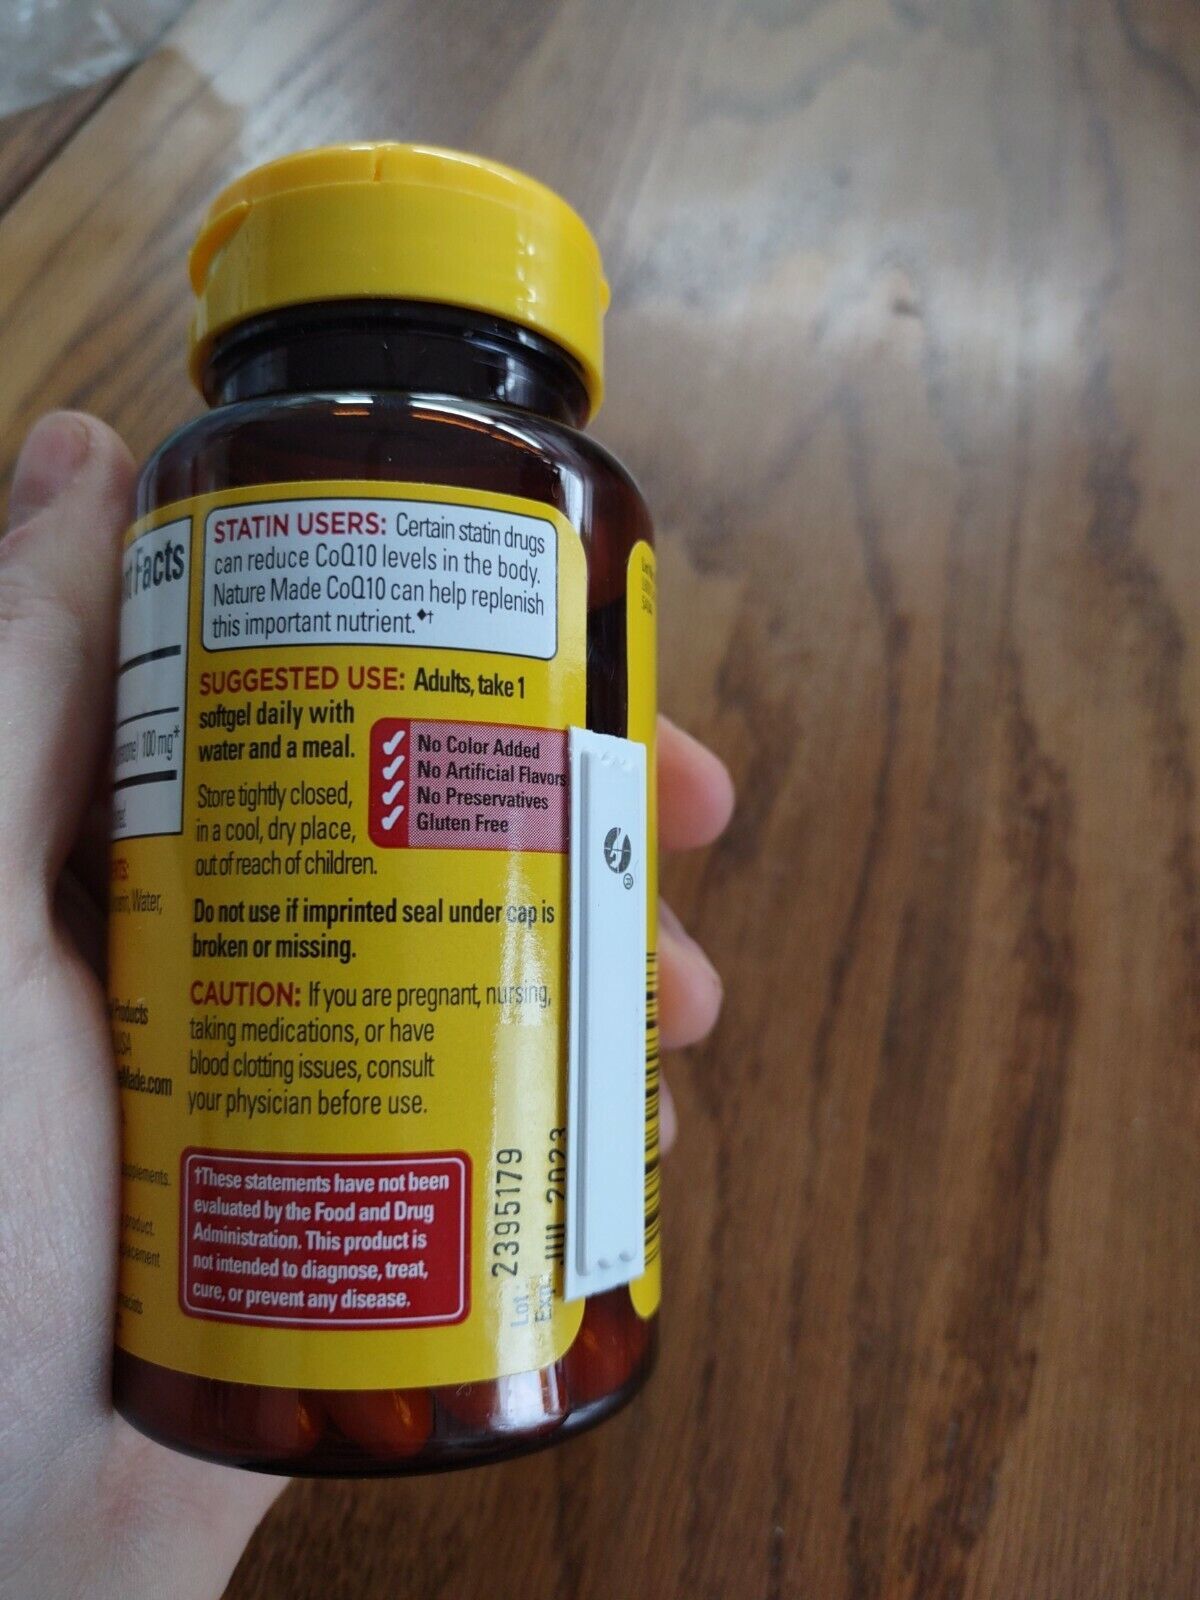 Facts
100 mg*
Water,
Products
USA
Made.com
product.
STATIN USERS: Certain statin drugs
can reduce CoQ10 levels in the body.
Nature Made CoQ10 can help replenish
this important nutrient.◆†
SUGGESTED USE: Adults, take 1
softgel daily with
water and a meal.
Store tightly closed,
in a cool, dry place,
out of reach of children.
✓ No Color Added
✓ No Artificial Flavors
✓ No Preservatives
✓ Gluten Free
Do not use if imprinted seal under cap is
broken or missing.
CAUTION: If you are pregnant, nursing,
taking medications, or have
blood clotting issues, consult
your physician before use.
†These statements have not been
evaluated by the Food and Drug
Administration. This product is
not intended to diagnose, treat,
cure, or prevent any disease.
Lot: 2395179
Exp: JUL 2023